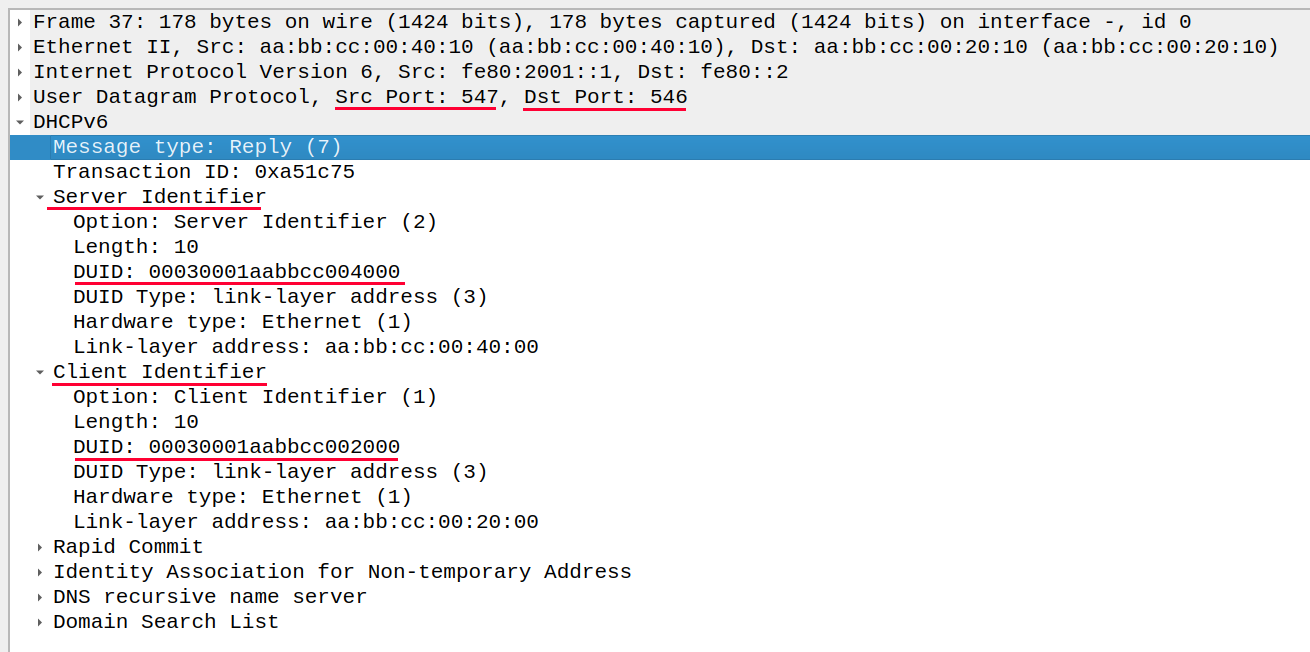 Frame 37: 178 bytes on wire (1424 bits), 178 bytes captured (1424 bits) on interface -, id 0
Ethernet II, Src: aa:bb:cc:00:40:10 (aa:bb:cc:00:40:10), Dst: aa:bb:cc:00:20:10 (aa:bb:cc:00:20:10)
Internet Protocol Version 6, Src: fe80:2001::1, Dst: fe80::2
User Datagram Protocol, Src Port: 547, Dst Port: 546
DHCPv6
Message type: Reply (7)
Transaction ID: 0xa51c75
Server Identifier
Option: Server Identifier (2)
Length: 10
DUID: 00030001aabbcc004000
DUID Type: link-layer address (3)
Hardware type: Ethernet (1)
Link-layer address: aa:bb:cc:00:40:00
Client Identifier
Option: Client Identifier (1)
Length: 10
DUID: 00030001aabbcc002000
DUID Type: link-layer address (3)
Hardware type: Ethernet (1)
Link-layer address: aa:bb:cc:00:20:00
Rapid Commit
Identity Association for Non-temporary Address
DNS recursive name server
Domain Search List